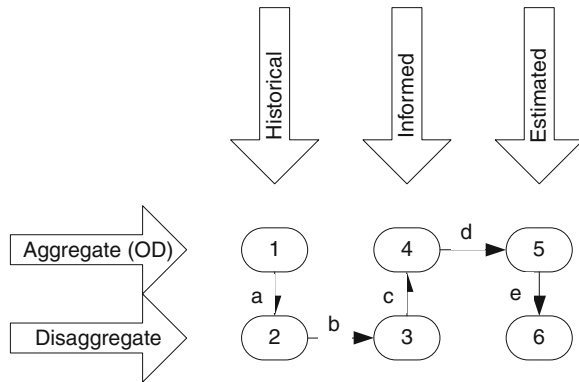 Historical
Informed
Estimated
Aggregate (OD)
1
4
d
5
a
c
e
Disaggregate
2
b
3
6